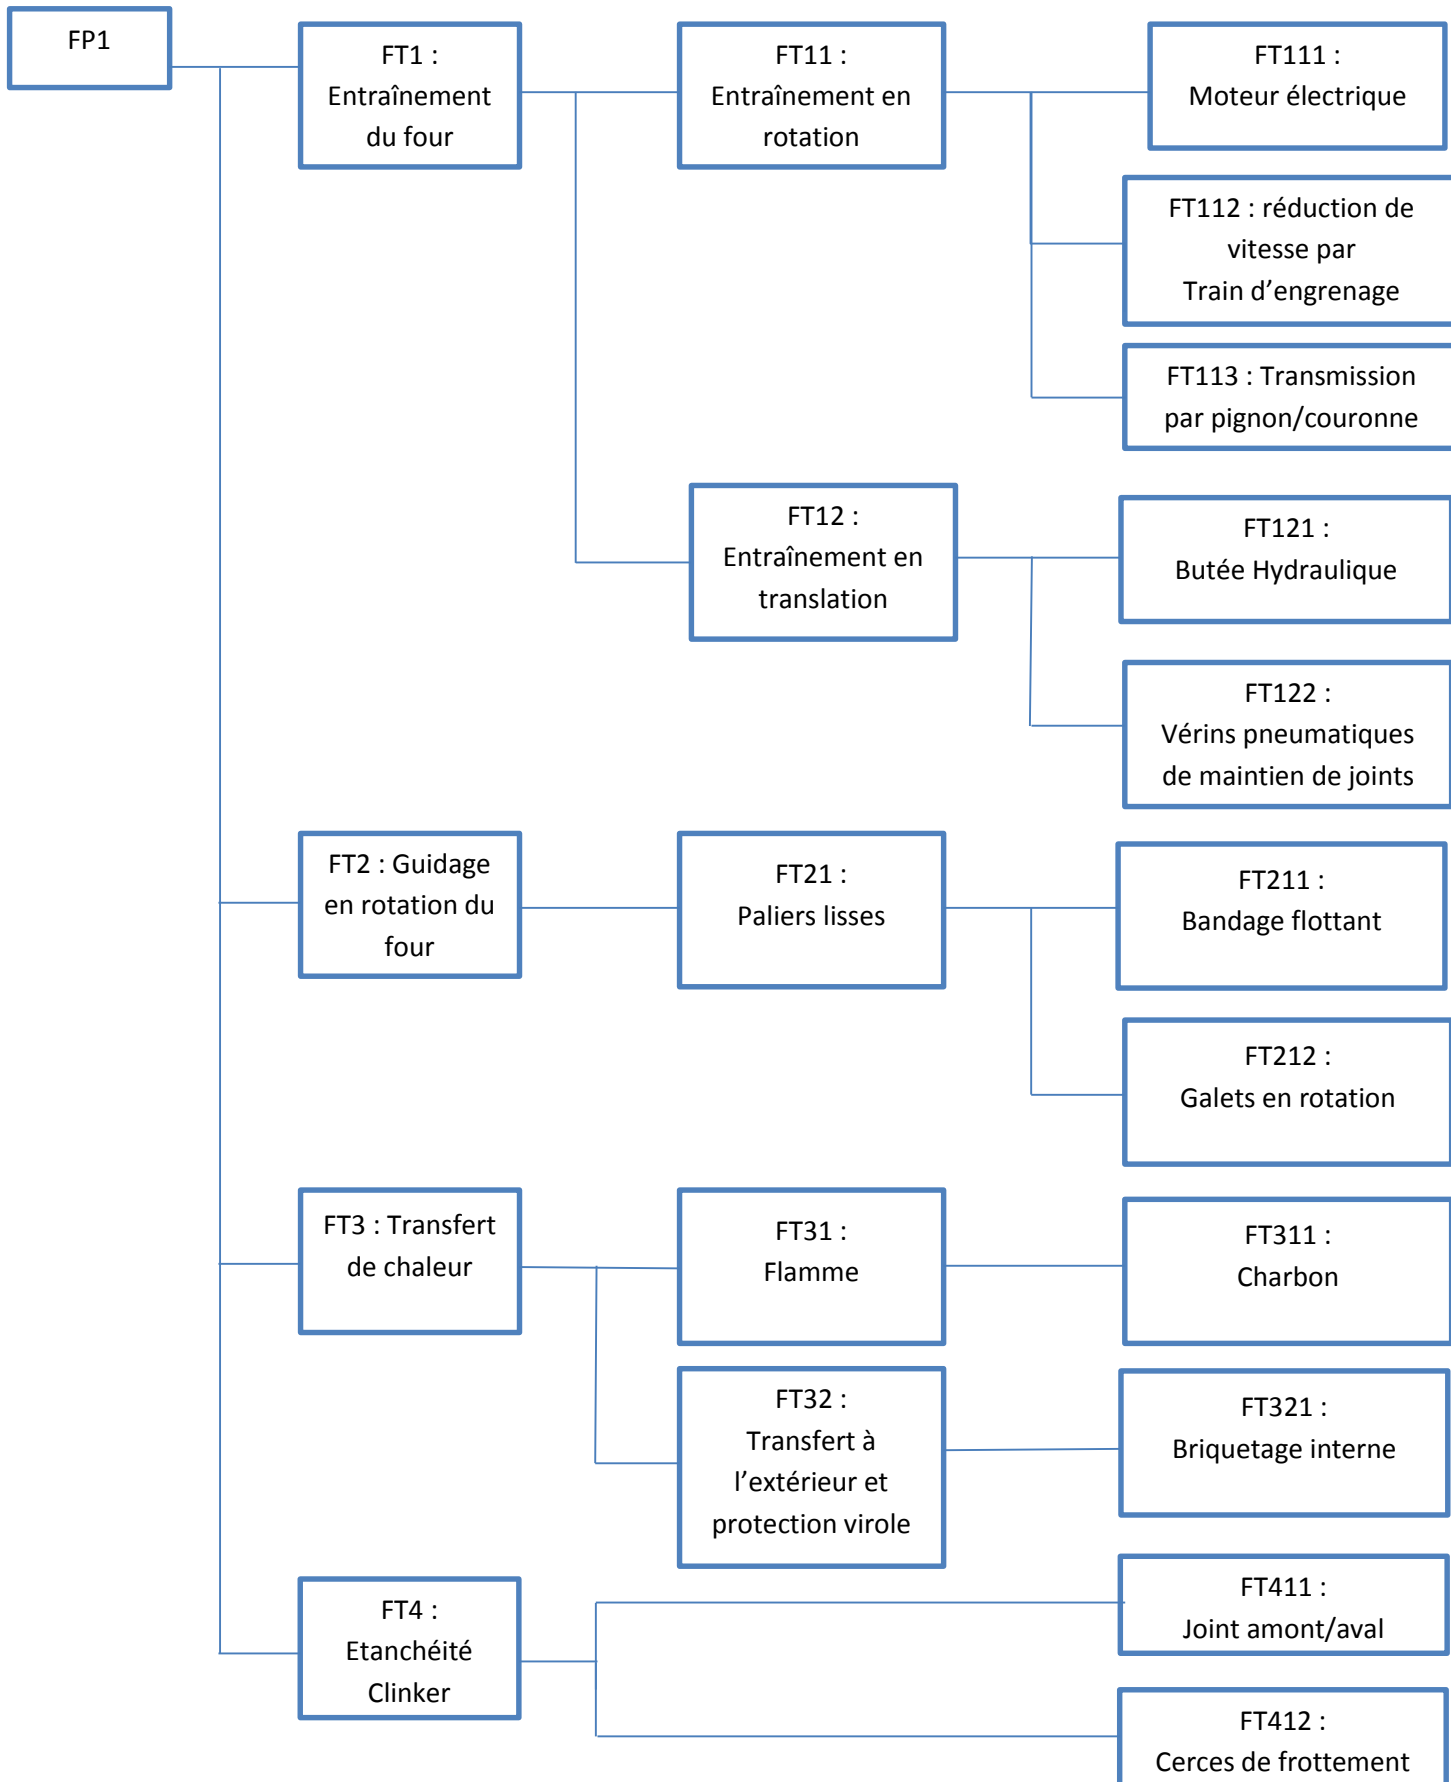 FP1
FT1 :
Entraînement
du four
FT11 :
Entraînement en
rotation
FT111 :
Moteur électrique
FT112 : réduction de
vitesse par
Train d’engrenage
FT113 : Transmission
par pignon/couronne
FT12 :
Entraînement en
translation
FT121 :
Butée Hydraulique
FT122 :
Vérins pneumatiques
de maintien de joints
FT2 : Guidage
en rotation du
four
FT21 :
Paliers lisses
FT211 :
Bandage flottant
FT212 :
Galets en rotation
FT3 : Transfert
de chaleur
FT31 :
Flamme
FT311 :
Charbon
FT32 :
Transfert à
l’extérieur et
protection virole
FT321 :
Briquetage interne
FT4 :
Etanchéité
Clinker
FT411 :
Joint amont/aval
FT412 :
Cerces de frottement